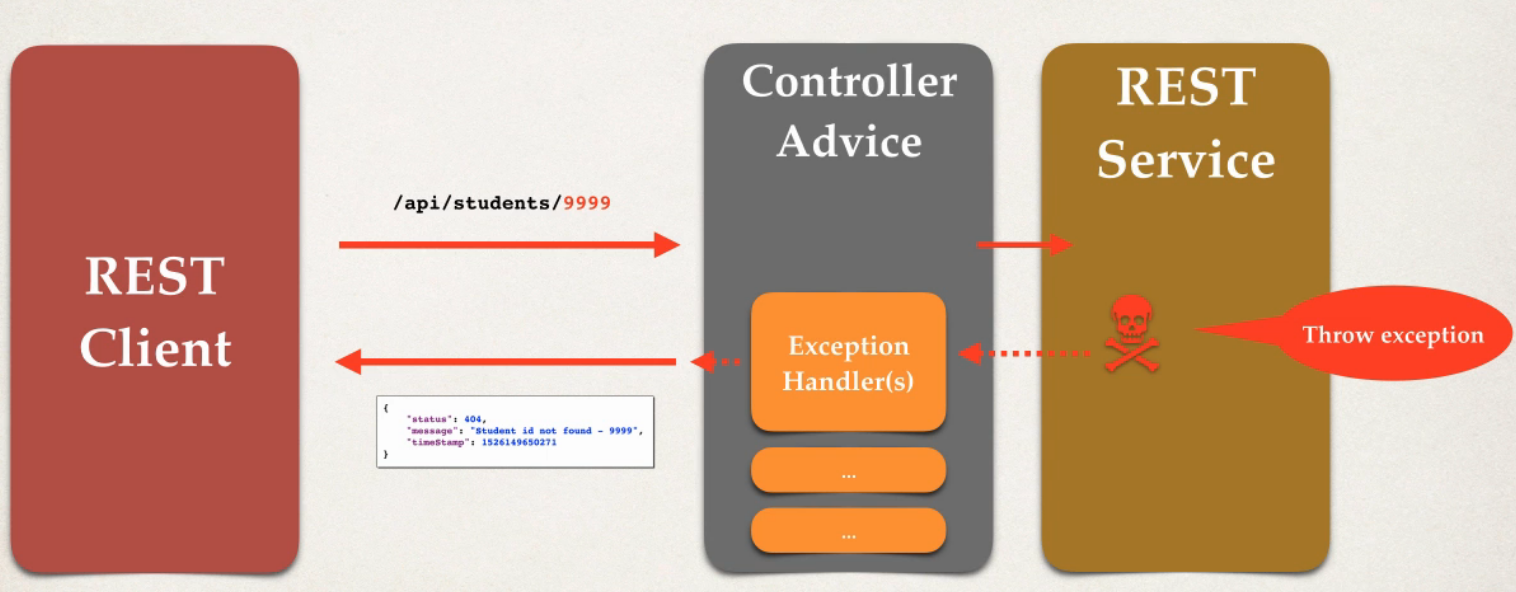 REST
Client
/api/students/9999
{
"status": 404,
"message": "Student id not found - 9999",
"timeStamp": 1526149650271
}
Controller
Advice
Exception
Handler(s)
...
...
REST
Service
Throw exception